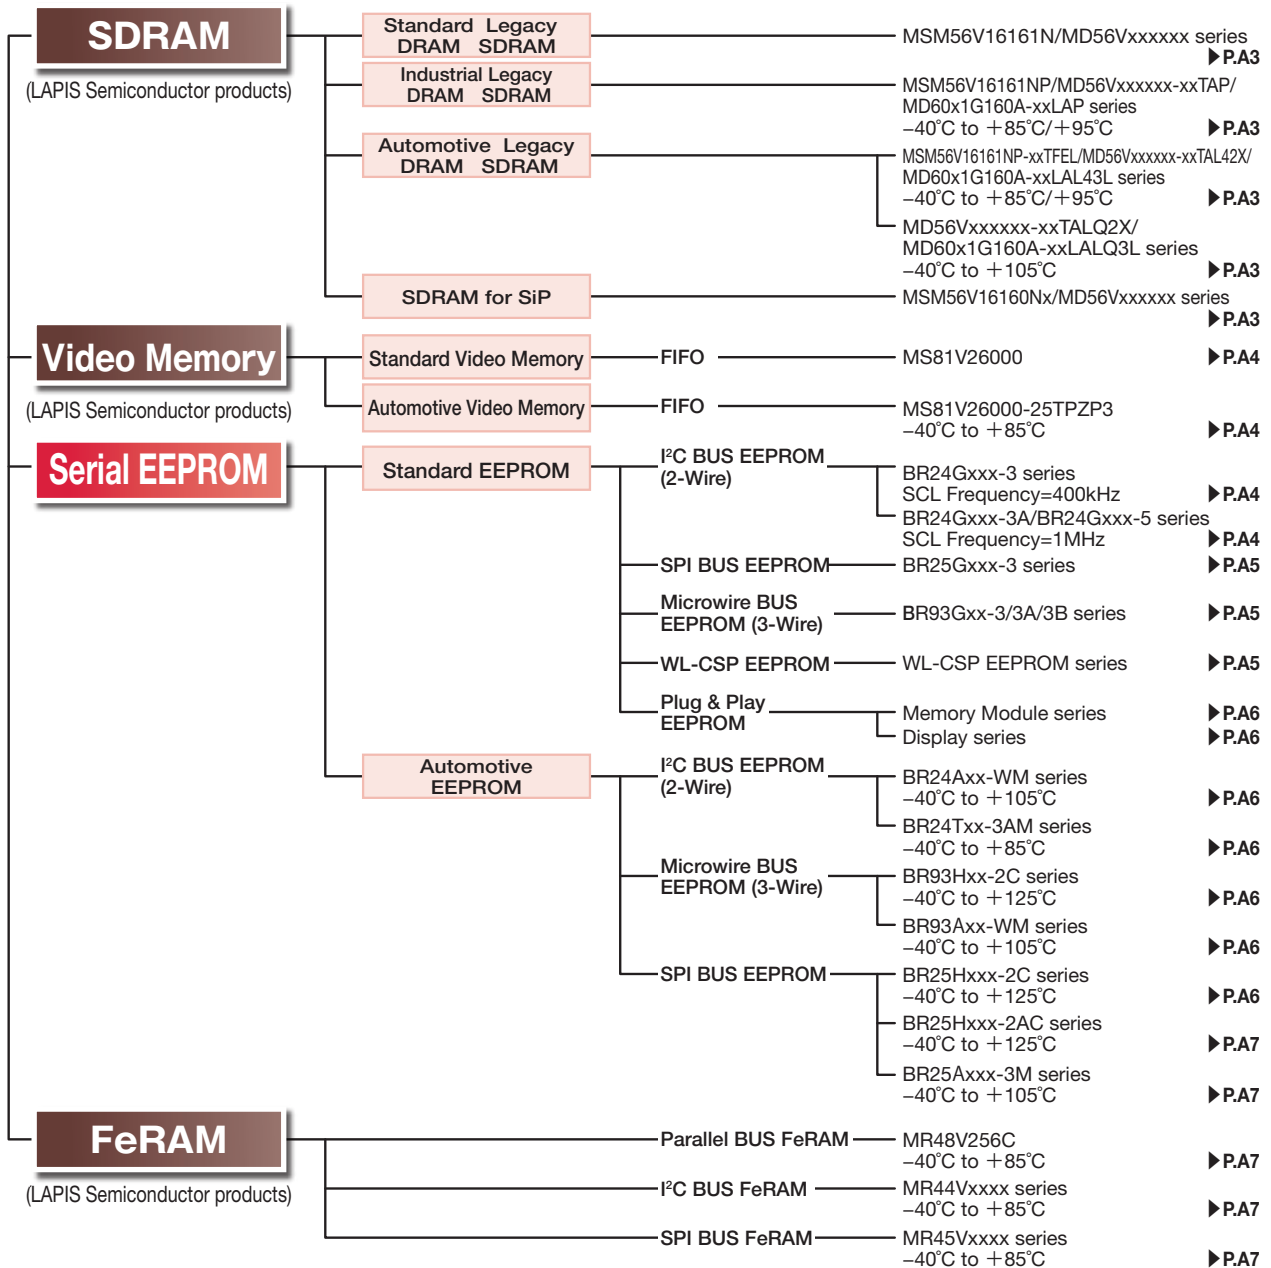 SDRAM
(LAPIS Semiconductor products)
Standard Legacy
DRAM SDRAM
MSM56V16161N/MD56Vxxxxxx series
▶P.A3
Industrial Legacy
DRAM SDRAM
MSM56V16161NP/MD56Vxxxxxx-xxTAP/
MD60x1G160A-xxLAP series
−40˚C to +85˚C/+95˚C ▶P.A3
Automotive Legacy
DRAM SDRAM
MSM56V16161NP-xxTFEL/MD56Vxxxxxx-xxTAL42X/
MD60x1G160A-xxLAL43L series
−40˚C to +85˚C/+95˚C ▶P.A3
MD56Vxxxxxx-xxTALQ2X/
MD60x1G160A-xxLALQ3L series
−40˚C to +105˚C ▶P.A3
SDRAM for SiP
MSM56V16160Nx/MD56Vxxxxxx series
▶P.A3
Video Memory
(LAPIS Semiconductor products)
Standard Video Memory
FIFO
MS81V26000 ▶P.A4
Automotive Video Memory
FIFO
MS81V26000-25TPZP3
−40˚C to +85˚C ▶P.A4
Serial EEPROM
Standard EEPROM
I²C BUS EEPROM
(2-Wire)
BR24Gxxx-3 series
SCL Frequency=400kHz ▶P.A4
BR24Gxxx-3A/BR24Gxxx-5 series
SCL Frequency=1MHz ▶P.A4
SPI BUS EEPROM
BR25Gxxx-3 series ▶P.A5
Microwire BUS
EEPROM (3-Wire)
BR93Gxx-3/3A/3B series ▶P.A5
WL-CSP EEPROM
WL-CSP EEPROM series ▶P.A5
Plug & Play
EEPROM
Memory Module series ▶P.A6
Display series ▶P.A6
Automotive
EEPROM
I²C BUS EEPROM
(2-Wire)
BR24Axx-WM series
−40˚C to +105˚C ▶P.A6
BR24Txx-3AM series
−40˚C to +85˚C ▶P.A6
Microwire BUS
EEPROM (3-Wire)
BR93Hxx-2C series
−40˚C to +125˚C ▶P.A6
BR93Axx-WM series
−40˚C to +105˚C ▶P.A6
SPI BUS EEPROM
BR25Hxxx-2C series
−40˚C to +125˚C ▶P.A6
BR25Hxxx-2AC series
−40˚C to +125˚C ▶P.A7
BR25Axxx-3M series
−40˚C to +105˚C ▶P.A7
FeRAM
(LAPIS Semiconductor products)
Parallel BUS FeRAM
MR48V256C
−40˚C to +85˚C ▶P.A7
I²C BUS FeRAM
MR44Vxxxx series
−40˚C to +85˚C ▶P.A7
SPI BUS FeRAM
MR45Vxxxx series
−40˚C to +85˚C ▶P.A7